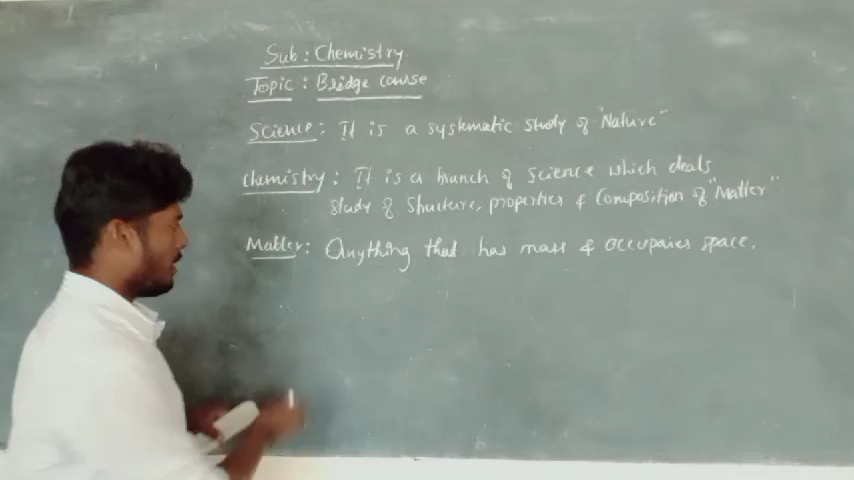 Sub : Chemistry
Topic : Bridge course
Science : It is a systematic study of "Nature"
Chemistry : It is a branch of science which deals
study of structure, properties & composition of "Matter"
Matter : Anything that has mass & occupaies space.